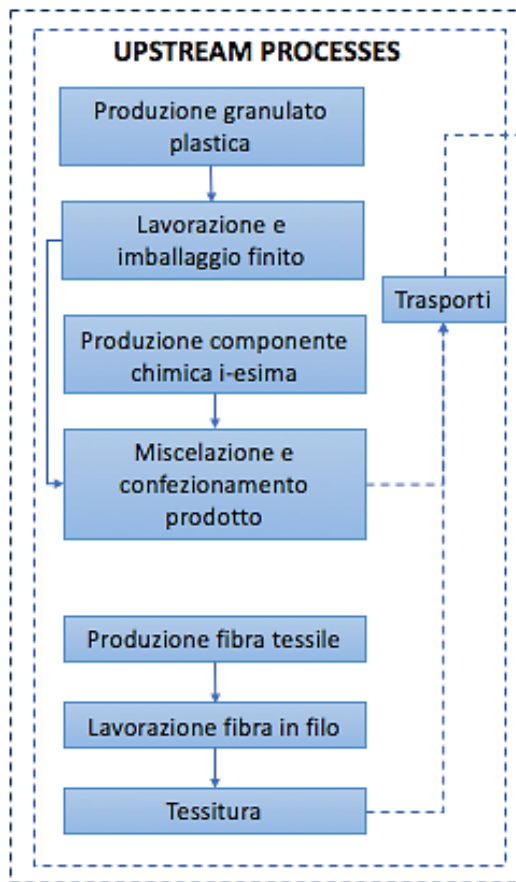 UPSTREAM PROCESSES
Produzione granulato
plastica
Lavorazione e
imballaggio finito
Trasporti
Produzione componente
chimica i-esima
Miscelazione e
confezionamento
prodotto
Produzione fibra tessile
Lavorazione fibra in filo
Tessitura